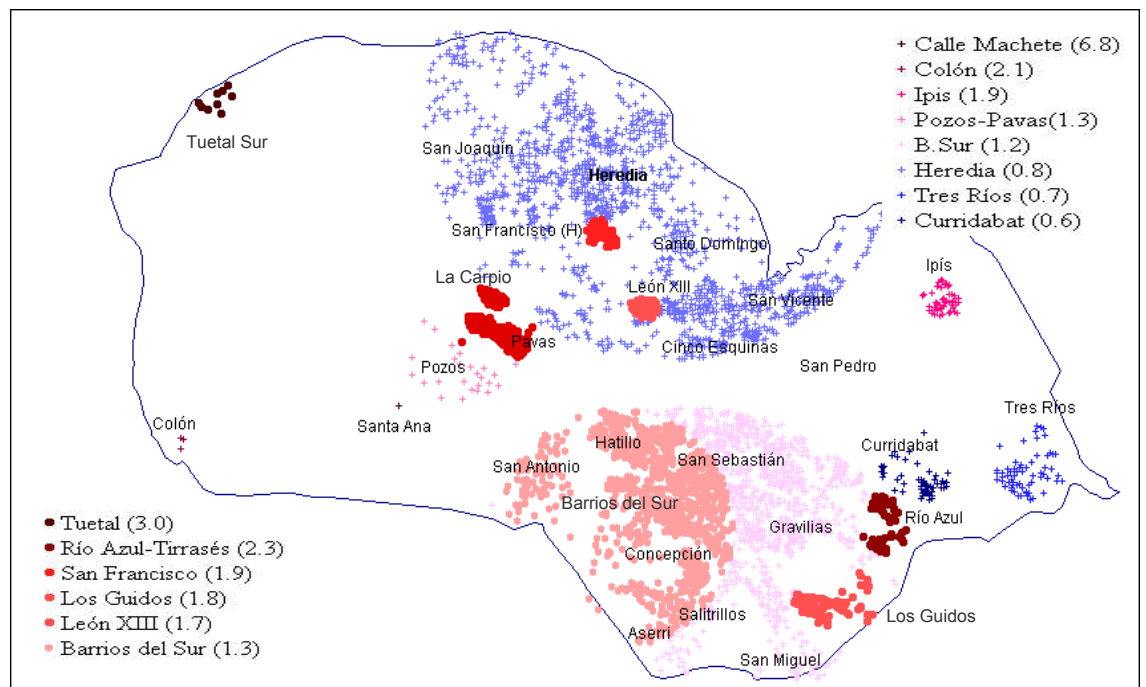 + Calle Machete (6.8)
+ Colón (2.1)
+ Ipis (1.9)
+ Pozos-Pavas(1.3)
+ B.Sur (1.2)
+ Heredia (0.8)
+ Tres Ríos (0.7)
+ Curridabat (0.6)
Tuetal Sur
San Joaquín
Heredia
San Francisco (H)
Santo Domingo
Ipís
La Carpio
León XIII
San Vicente
Pavas
Cinco Esquinas
Pozos
San Pedro
Tres Ríos
Colón
Santa Ana
Hatillo
Curridabat
San Antonio
San Sebastián
Barrios del Sur
Río Azul
Gravilias
Concepción
Salitrillos
Los Guidos
Aserrí
San Miguel
● Tuetal (3.0)
● Río Azul-Tirrasés (2.3)
● San Francisco (1.9)
● Los Guidos (1.8)
● León XIII (1.7)
● Barrios del Sur (1.3)